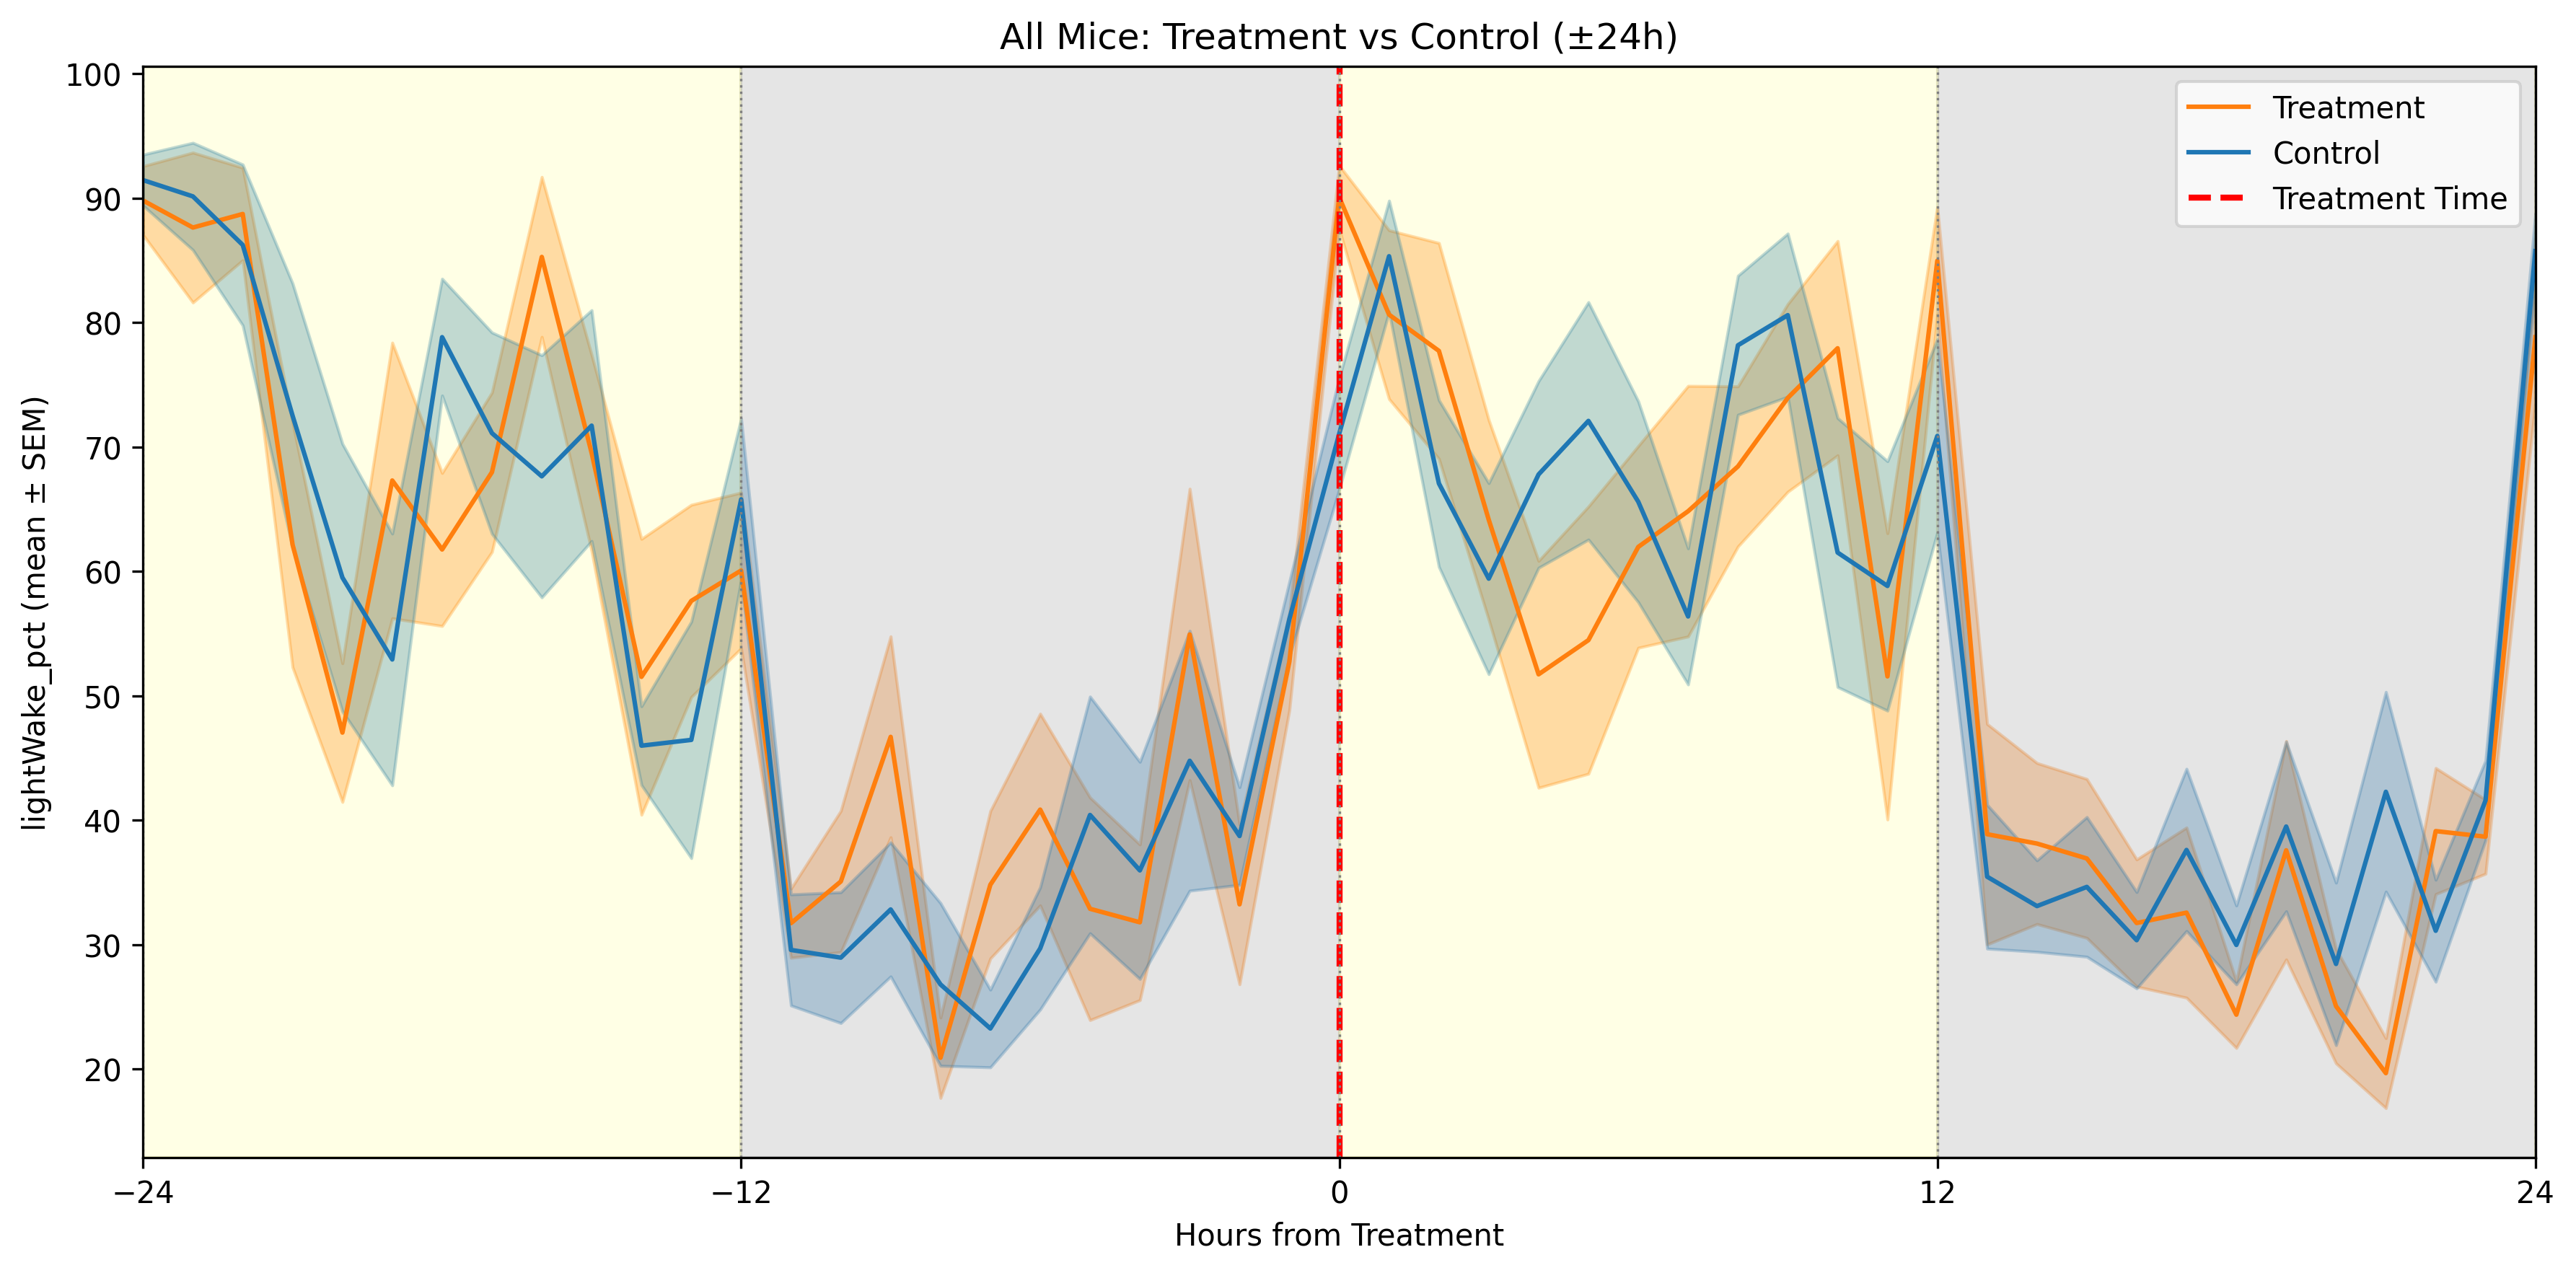 All Mice: Treatment vs Control (±24h)
100
90
80
70
60
50
40
30
20
lightWake_pct (mean ± SEM)
Treatment
Control
Treatment Time
−24
−12
0
12
24
Hours from Treatment